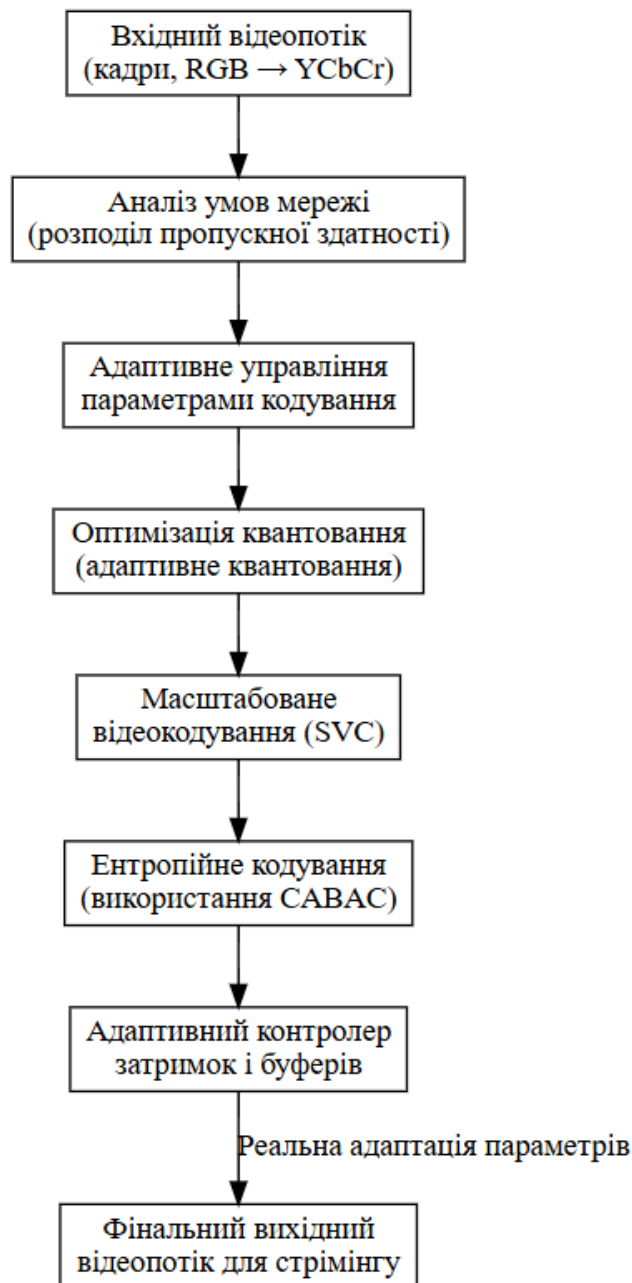 Вхідний відеопотік
(кадри, RGB → YCbCr)
Аналіз умов мережі
(розподіл пропускної здатності)
Адаптивне управління
параметрами кодування
Оптимізація квантовання
(адаптивне квантовання)
Масштабоване
відеокодування (SVC)
Ентропійне кодування
(використання CABAC)
Адаптивний контролер
затримок і буферів
Реальна адаптація параметрів
Фінальний вихідний
відеопотік для стрімінгу